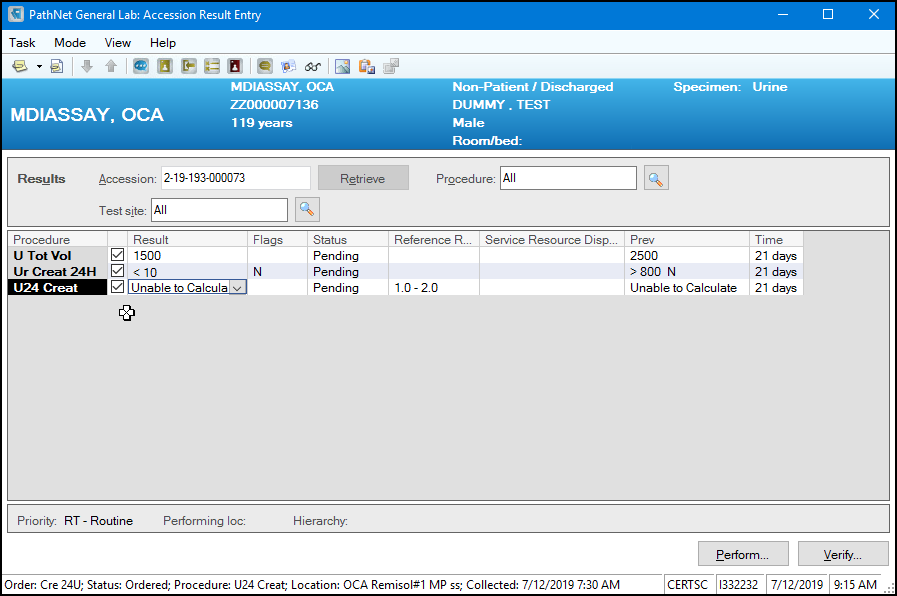 PathNet General Lab: Accession Result Entry
Task Mode View Help
MDIASSAY, OCA Non-Patient / Discharged Specimen: Urine
ZZ000007136 DUMMY , TEST
MDIASSAY, OCA
119 years Male
Room/bed:
Results Accession: 2-19-193-000073 Retrieve Procedure: All
Test site: All
Procedure Result Flags Status Reference R... Service Resource Disp... Prev Time
U Tot Vol 1500 Pending 2500 21 days
Ur Creat 24H < 10 N Pending > 800 N 21 days
U24 Creat Unable to Calcula Pending 1.0 - 2.0 Unable to Calculate 21 days
Priority: RT - Routine Performing loc: Hierarchy:
Perform... Verify...
Order: Cre 24U; Status: Ordered; Procedure: U24 Creat; Location: OCA Remisol#1 MP ss; Collected: 7/12/2019 7:30 AM CERTSC I332232 7/12/2019 9:15 AM